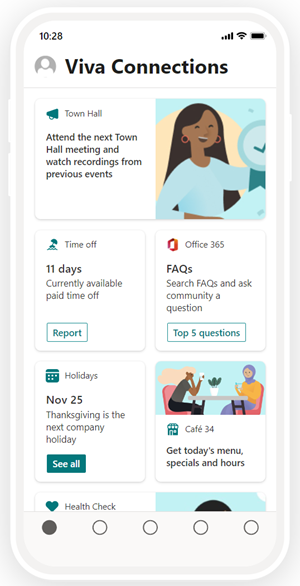 10:28
Viva Connections
Town Hall
Attend the next Town
Hall meeting and
watch recordings from
previous events
Time off
11 days
Currently available
paid time off
Report
Office 365
FAQs
Search FAQs and ask
community a
question
Top 5 questions
Holidays
Nov 25
Thanksgiving is the
next company
holiday
See all
Café 34
Get today's menu,
specials and hours
Health Check